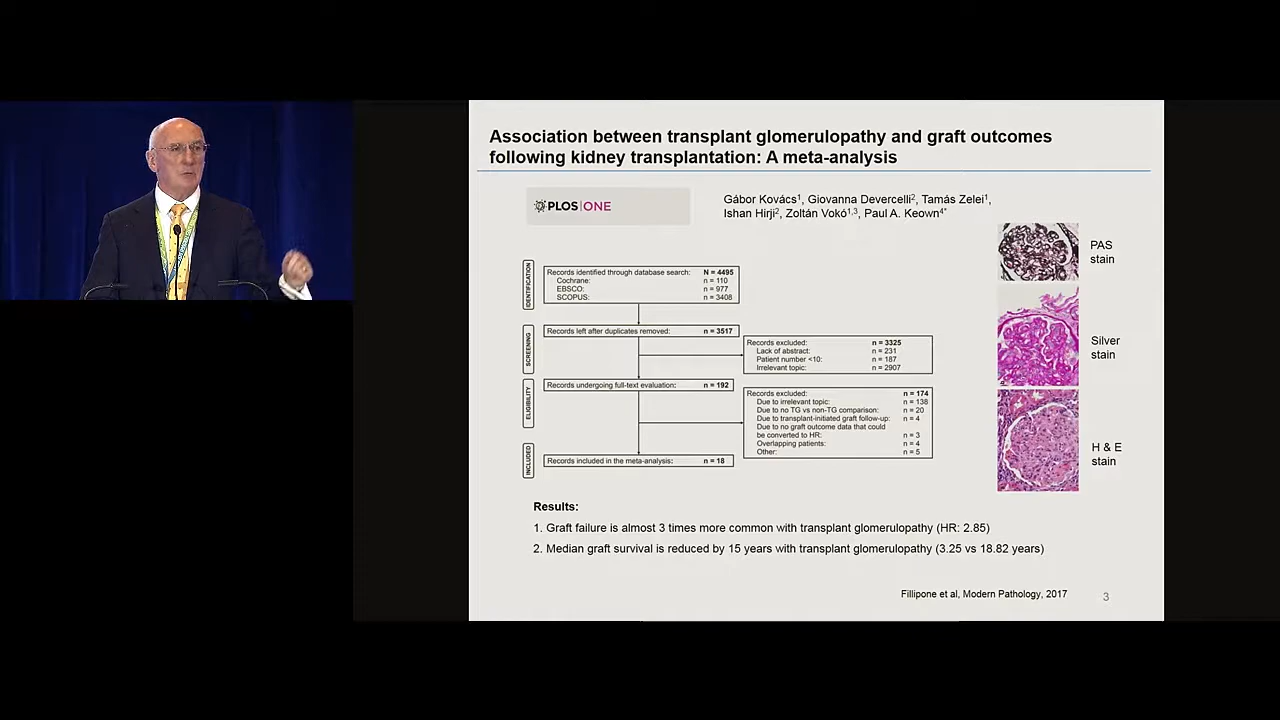 Association between transplant glomerulopathy and graft outcomes
following kidney transplantation: A meta-analysis
PLOS ONE
Gábor Kovács1, Giovanna Devercelli2, Tamás Zelei1,
Ishan Hirji2, Zoltán Vokó1,3, Paul A. Keown4*
PAS
stain
Silver
stain
H & E
stain
IDENTIFICATION
Records identified through database search: N = 4495
Cochrane: n = 110
EBSCO: n = 977
SCOPUS: n = 3408
SCREENING
Records left after duplicates removed: n = 3517
Records excluded: n = 3325
Lack of abstract: n = 231
Patient number <10: n = 187
Irrelevant topic: n = 2907
ELIGIBILITY
Records undergoing full-text evaluation: n = 192
Records excluded: n = 174
Due to irrelevant topic: n = 138
Due to no TG vs non-TG comparison: n = 20
Due to transplant-initiated graft follow-up: n = 4
Due to no graft outcome data that could
be converted to HR: n = 3
Overlapping patients: n = 4
Other: n = 5
INCLUDED
Records included in the meta-analysis: n = 18
Results:
1. Graft failure is almost 3 times more common with transplant glomerulopathy (HR: 2.85)
2. Median graft survival is reduced by 15 years with transplant glomerulopathy (3.25 vs 18.82 years)
Fillipone et al, Modern Pathology, 2017
3